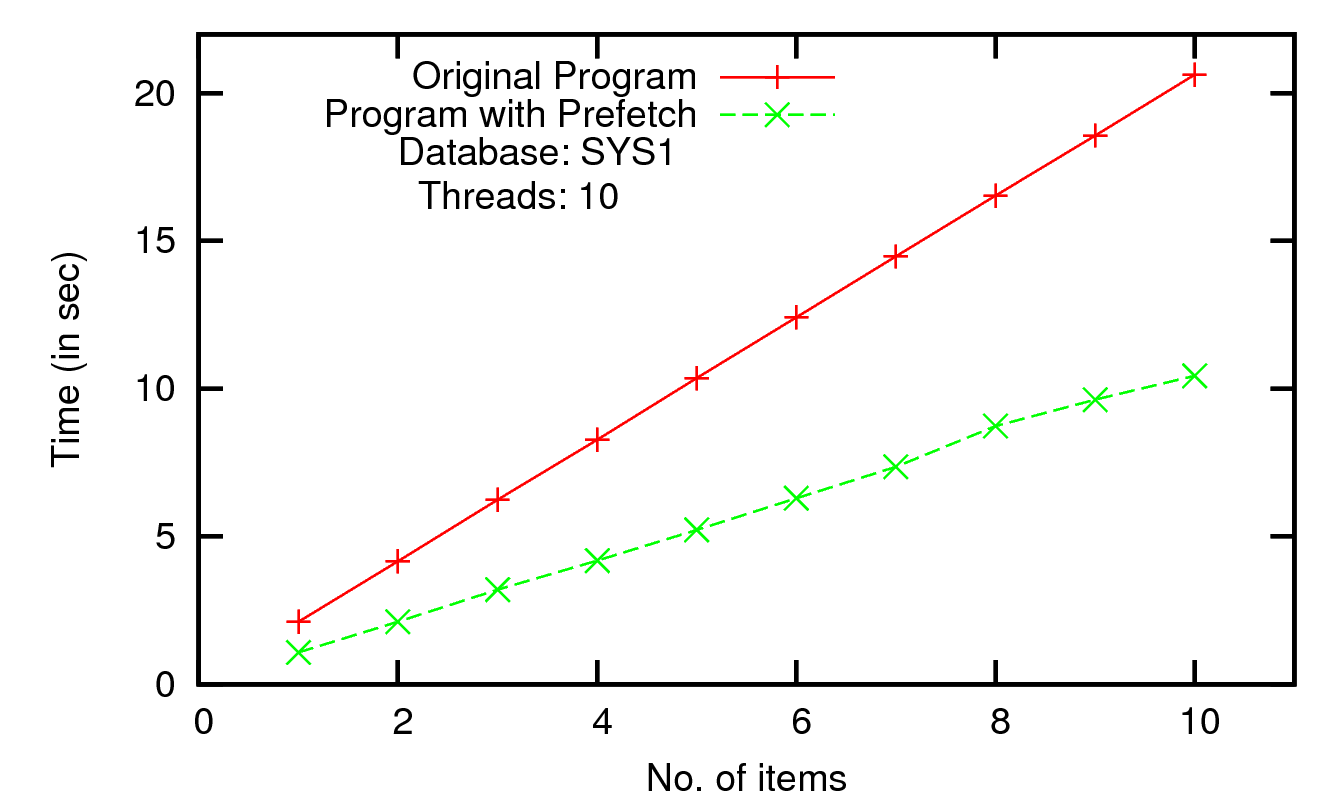 Original Program
Program with Prefetch
Database: SYS1
Threads: 10
20
15
10
5
0
Time (in sec)
0 2 4 6 8 10
No. of items